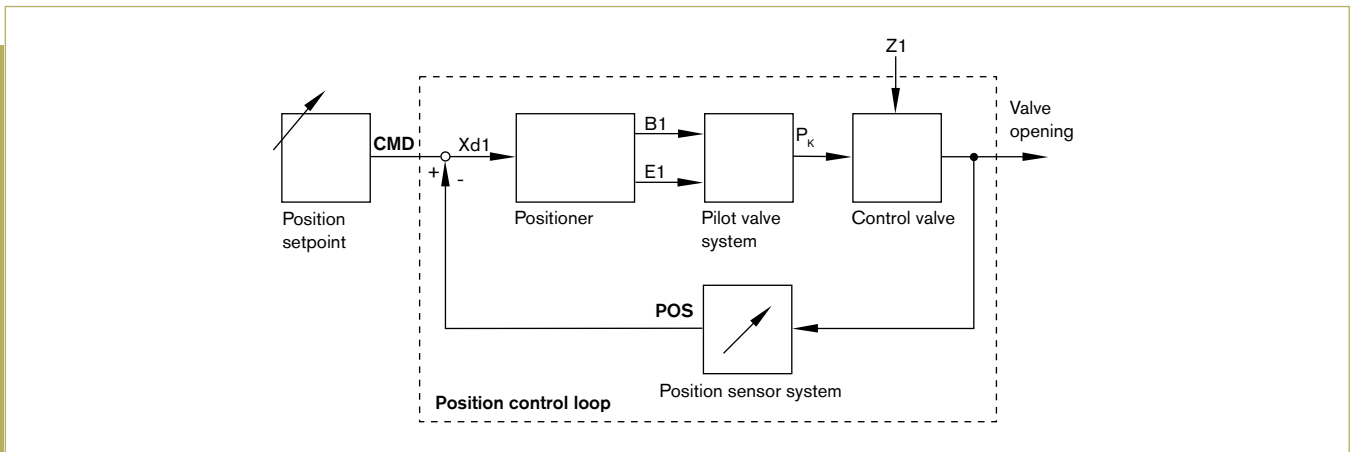 Z1
Valve
opening
CMD
Xd1
B1
E1
P_K
+
-
Position
setpoint
Positioner
Pilot valve
system
Control valve
POS
Position sensor system
Position control loop